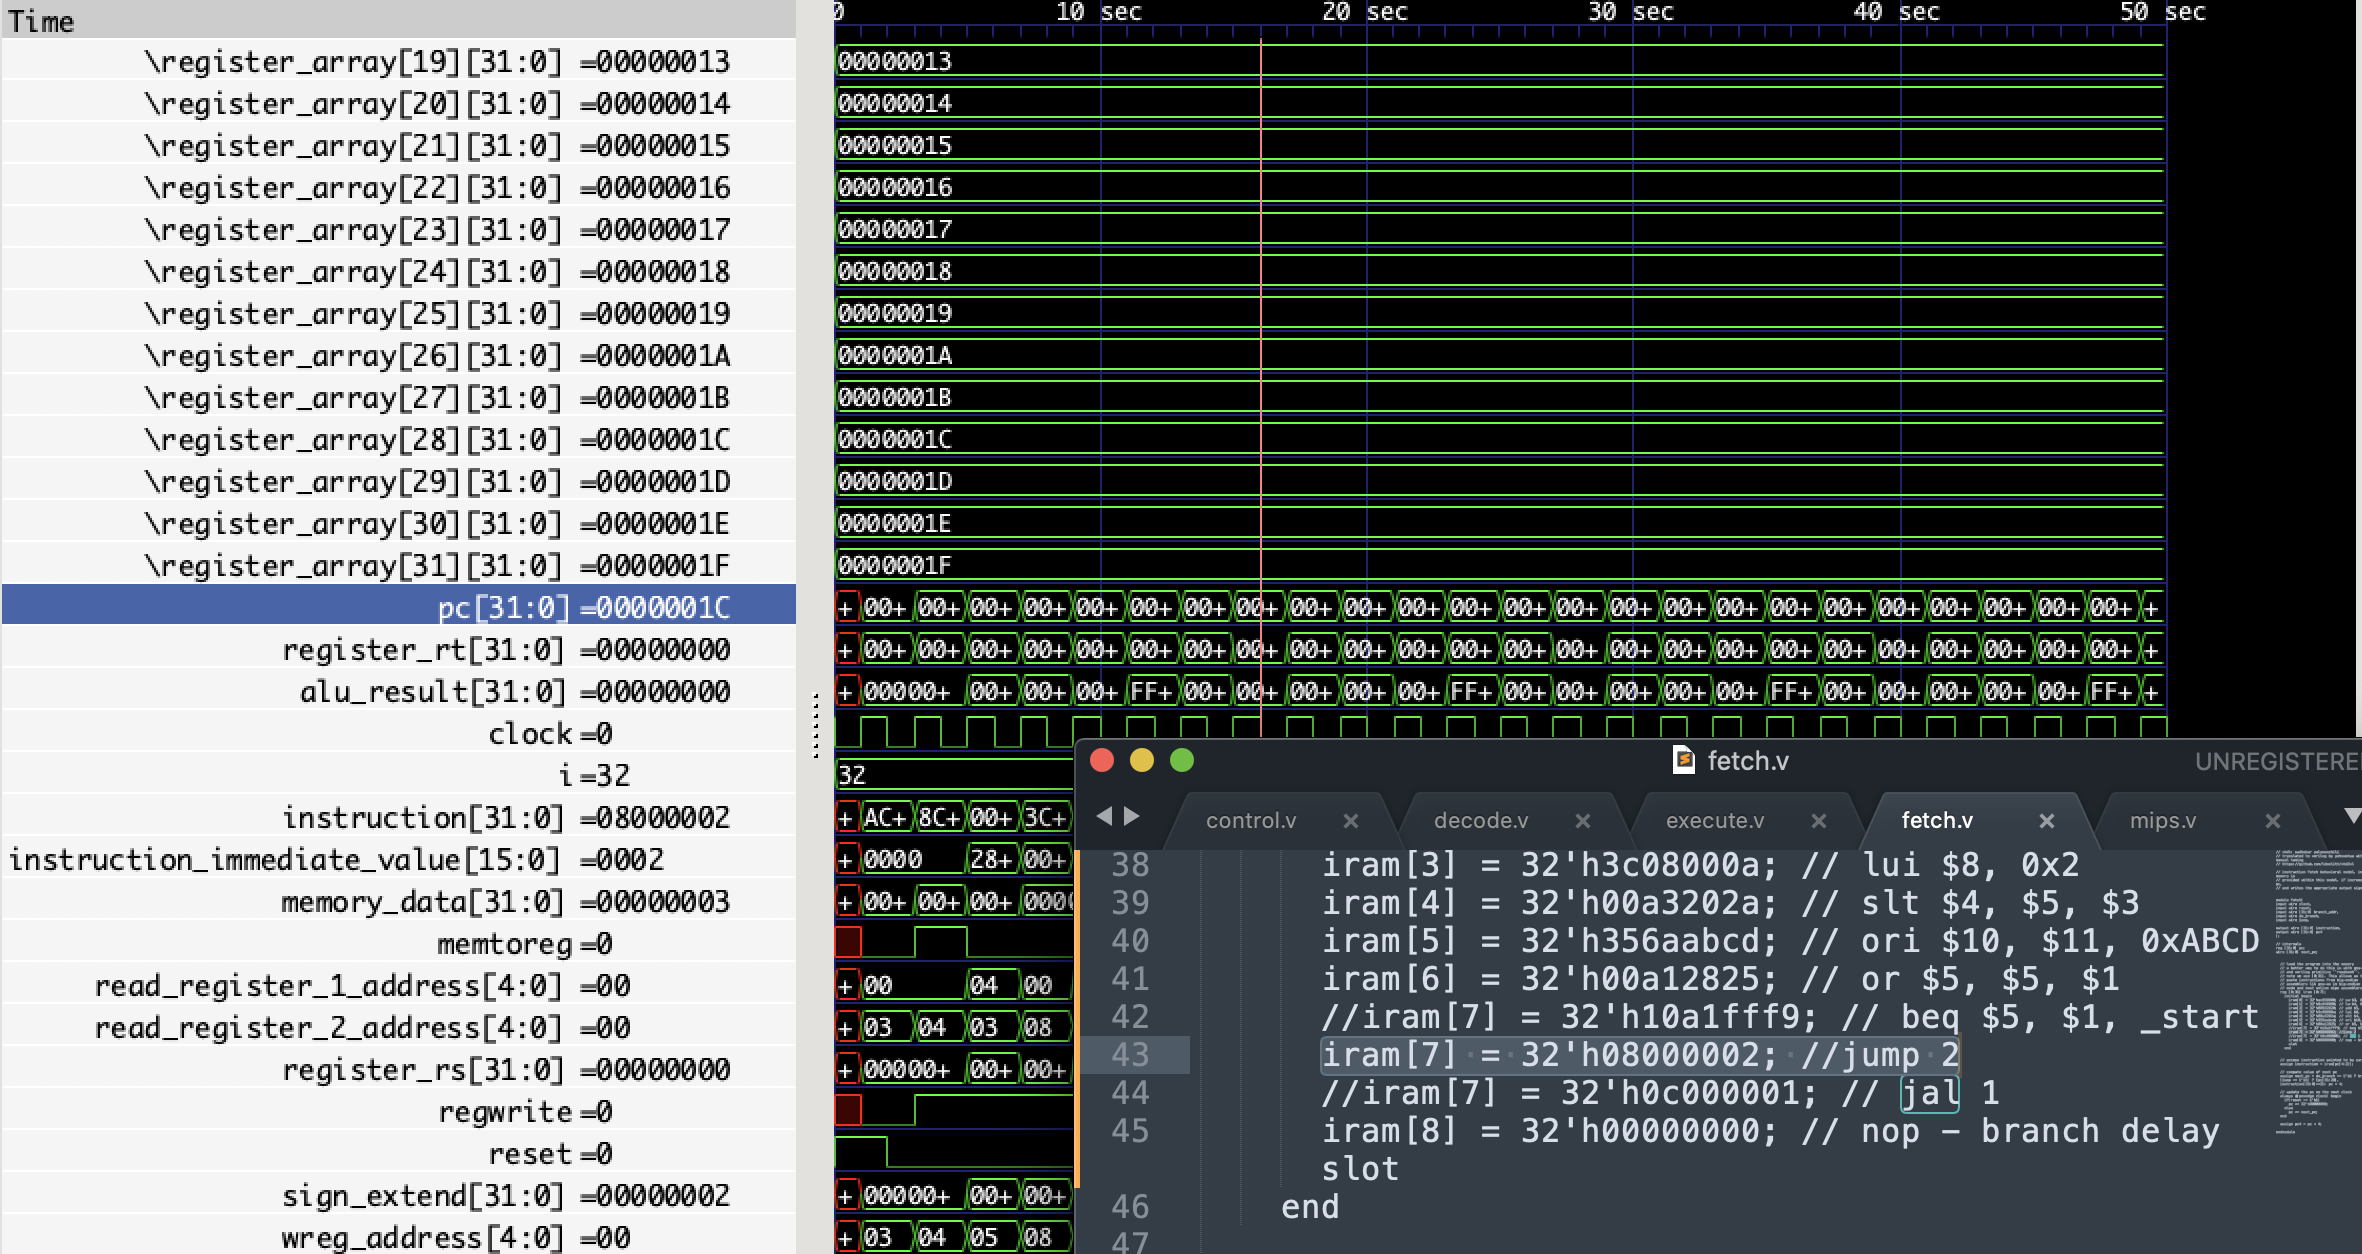 Time
0 10 sec 20 sec 30 sec 40 sec 50 sec
\register_array[19][31:0] =00000013 00000013
\register_array[20][31:0] =00000014 00000014
\register_array[21][31:0] =00000015 00000015
\register_array[22][31:0] =00000016 00000016
\register_array[23][31:0] =00000017 00000017
\register_array[24][31:0] =00000018 00000018
\register_array[25][31:0] =00000019 00000019
\register_array[26][31:0] =0000001A 0000001A
\register_array[27][31:0] =0000001B 0000001B
\register_array[28][31:0] =0000001C 0000001C
\register_array[29][31:0] =0000001D 0000001D
\register_array[30][31:0] =0000001E 0000001E
\register_array[31][31:0] =0000001F 0000001F
pc[31:0] =0000001C + 00+ 00+ 00+ 00+ 00+ 00+ 00+ 00+ 00+ 00+ 00+ 00+ 00+ 00+ 00+ 00+ 00+ 00+ 00+ 00+ 00+ 00+ 00+ 00+ +
register_rt[31:0] =00000000 + 00+ 00+ 00+ 00+ 00+ 00+ 00+ 00+ 00+ 00+ 00+ 00+ 00+ 00+ 00+ 00+ 00+ 00+ 00+ 00+ 00+ 00+ 00+ 00+ +
alu_result[31:0] =00000000 + 00000+ 00+ 00+ 00+ FF+ 00+ 00+ 00+ 00+ 00+ FF+ 00+ 00+ 00+ 00+ 00+ FF+ 00+ 00+ 00+ 00+ 00+ FF+ +
clock =0
i =32 32
instruction[31:0] =08000002 + AC+ 8C+ 00+ 3C+
instruction_immediate_value[15:0] =0002 + 0000 28+ 00+
memory_data[31:0] =00000003 + 00+ 00+ 00+ 0000
memtoreg =0
read_register_1_address[4:0] =00 + 00 04 00
read_register_2_address[4:0] =00 + 03 04 03 08
register_rs[31:0] =00000000 + 00000+ 00+ 00+
regwrite =0
reset =0
sign_extend[31:0] =00000002 + 00000+ 00+ 00+
wreg_address[4:0] =00 + 03 04 05 08
fetch.v UNREGISTERE
control.v × decode.v × execute.v × fetch.v × mips.v ×
38 iram[3] = 32'h3c08000a; // lui $8, 0x2
39 iram[4] = 32'h00a3202a; // slt $4, $5, $3
40 iram[5] = 32'h356aabcd; // ori $10, $11, 0xABCD
41 iram[6] = 32'h00a12825; // or $5, $5, $1
42 //iram[7] = 32'h10a1fff9; // beq $5, $1, _start
43 iram[7] = 32'h08000002; //jump 2
44 //iram[7] = 32'h0c000001; // jal 1
45 iram[8] = 32'h00000000; // nop - branch delay
slot
46 end
47